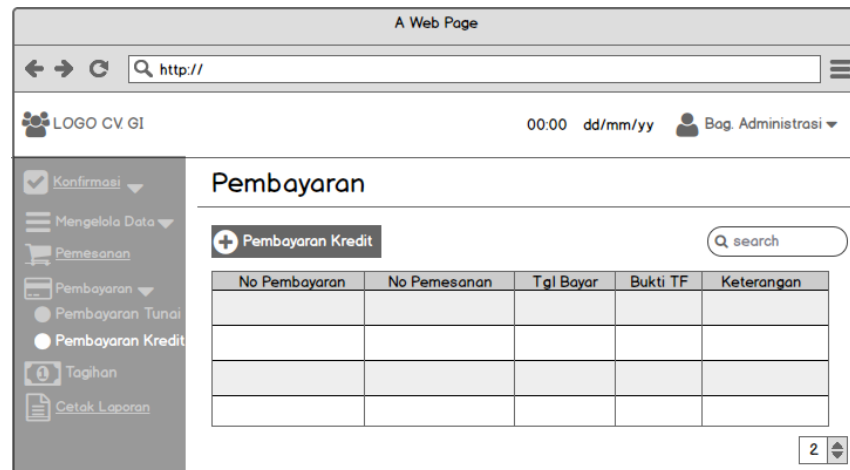 A Web Page
http://
LOGO CV. GI
00:00 dd/mm/yy Bag. Administrasi
Konfirmasi
Mengelola Data
Pemesanan
Pembayaran
Pembayaran Tunai
Pembayaran Kredit
Tagihan
Cetak Laporan
Pembayaran
Pembayaran Kredit
search
No Pembayaran No Pemesanan Tgl Bayar Bukti TF Keterangan
2